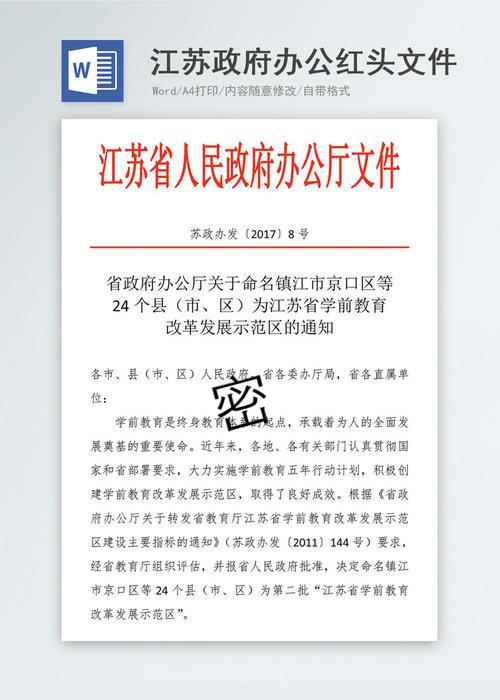 W
江苏政府办公红头文件
Word/A4打印/内容随意修改/自带格式
江苏省人民政府办公厅文件
苏政办发〔2017〕8 号
省政府办公厅关于命名镇江市京口区等
24 个县（市、区）为江苏省学前教育
改革发展示范区的通知
各市、县（市、区）人民政府，省各委办厅局，省各直属单
位：
密
学前教育是终身教育体系的起点，承载着为人的全面发
展奠基的重要使命。近年来，各地、各有关部门认真贯彻国
家和省部署要求，大力实施学前教育五年行动计划，积极创
建学前教育改革发展示范区，取得了良好成效。根据《省政
府办公厅关于转发省教育厅江苏省学前教育改革发展示范
区建设主要指标的通知》（苏政办发〔2011〕144 号）要求，
经省教育厅组织评估，并报省人民政府批准，决定命名镇江
市京口区等 24 个县（市、区）为第二批“江苏省学前教育
改革发展示范区”。